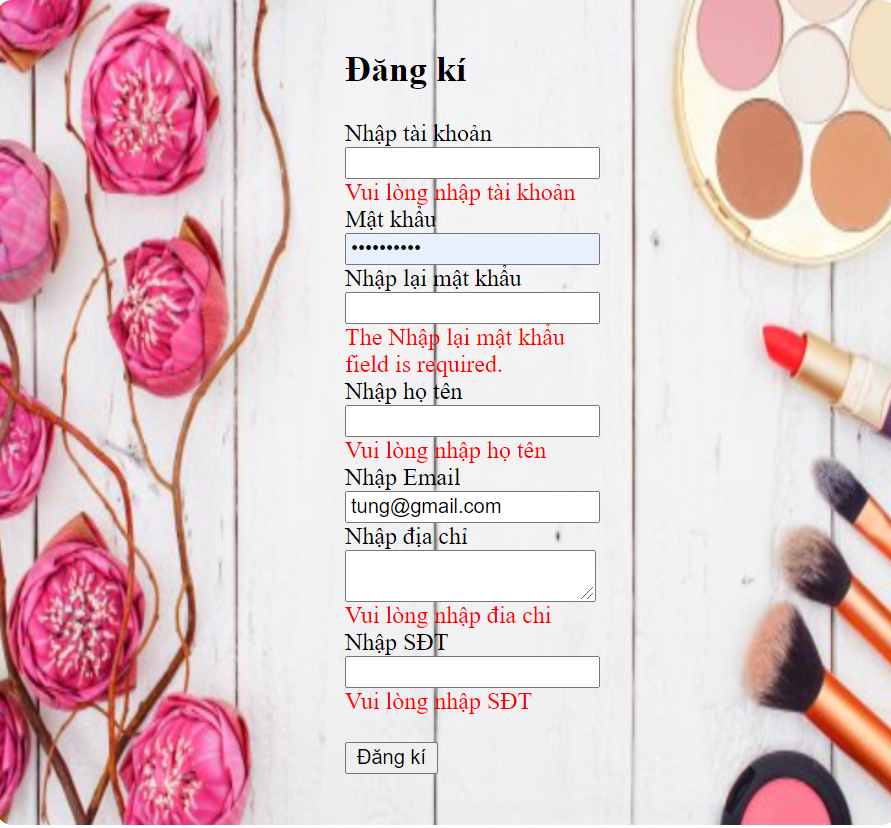 Đăng kí
Nhập tài khoản
Vui lòng nhập tài khoản
Mật khẩu
••••••••••
Nhập lại mật khẩu
The Nhập lại mật khẩu
field is required.
Nhập họ tên
Vui lòng nhập họ tên
Nhập Email
tung@gmail.com
Nhập địa chỉ
Vui lòng nhập đia chi
Nhập SĐT
Vui lòng nhập SĐT
Đăng kí